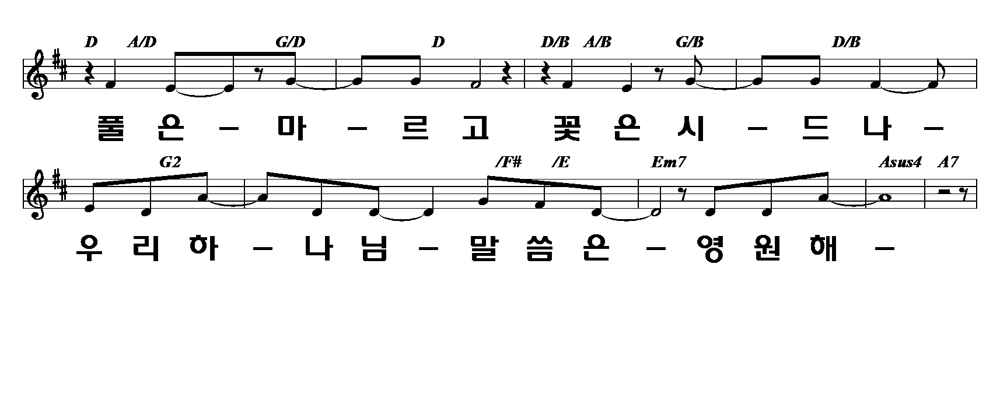 D A/D G/D D D/B A/B G/B D/B
풀 은 – 마 – 르 고 꽃 은 시 – 드 나 –
G2 /F# /E Em7 Asus4 A7
우 리 하 – 나 님 – 말 씀 은 – 영 원 해 –